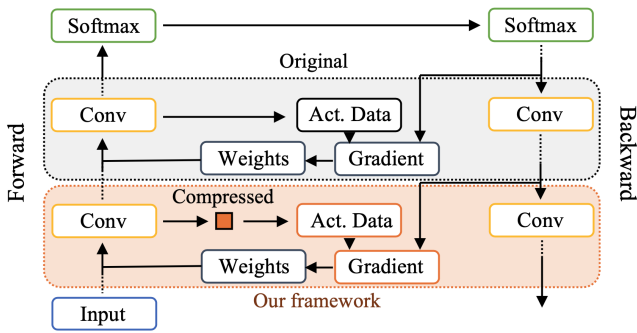 Softmax
Softmax
Original
Conv
Act. Data
Conv
Weights
Gradient
Forward
Backward
Compressed
Conv
Act. Data
Conv
Weights
Gradient
Our framework
Input